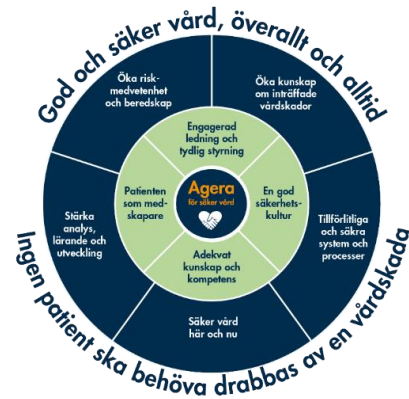 God och säker vård, överallt och alltid
Öka risk-
medvetenhet
och beredskap
Öka kunskap
om inträffade
vårdskador
Engagerad
ledning och
tydlig styrning
Patienten
som med-
skapare
Agera
för säker vård
En god
säkerhets-
kultur
Stärka
analys,
lärande och
utveckling
Tillförlitliga
och säkra
system och
processer
Adekvat
kunskap och
kompetens
Säker vård
här och nu
Ingen patient ska behöva drabbas av en vårdskada